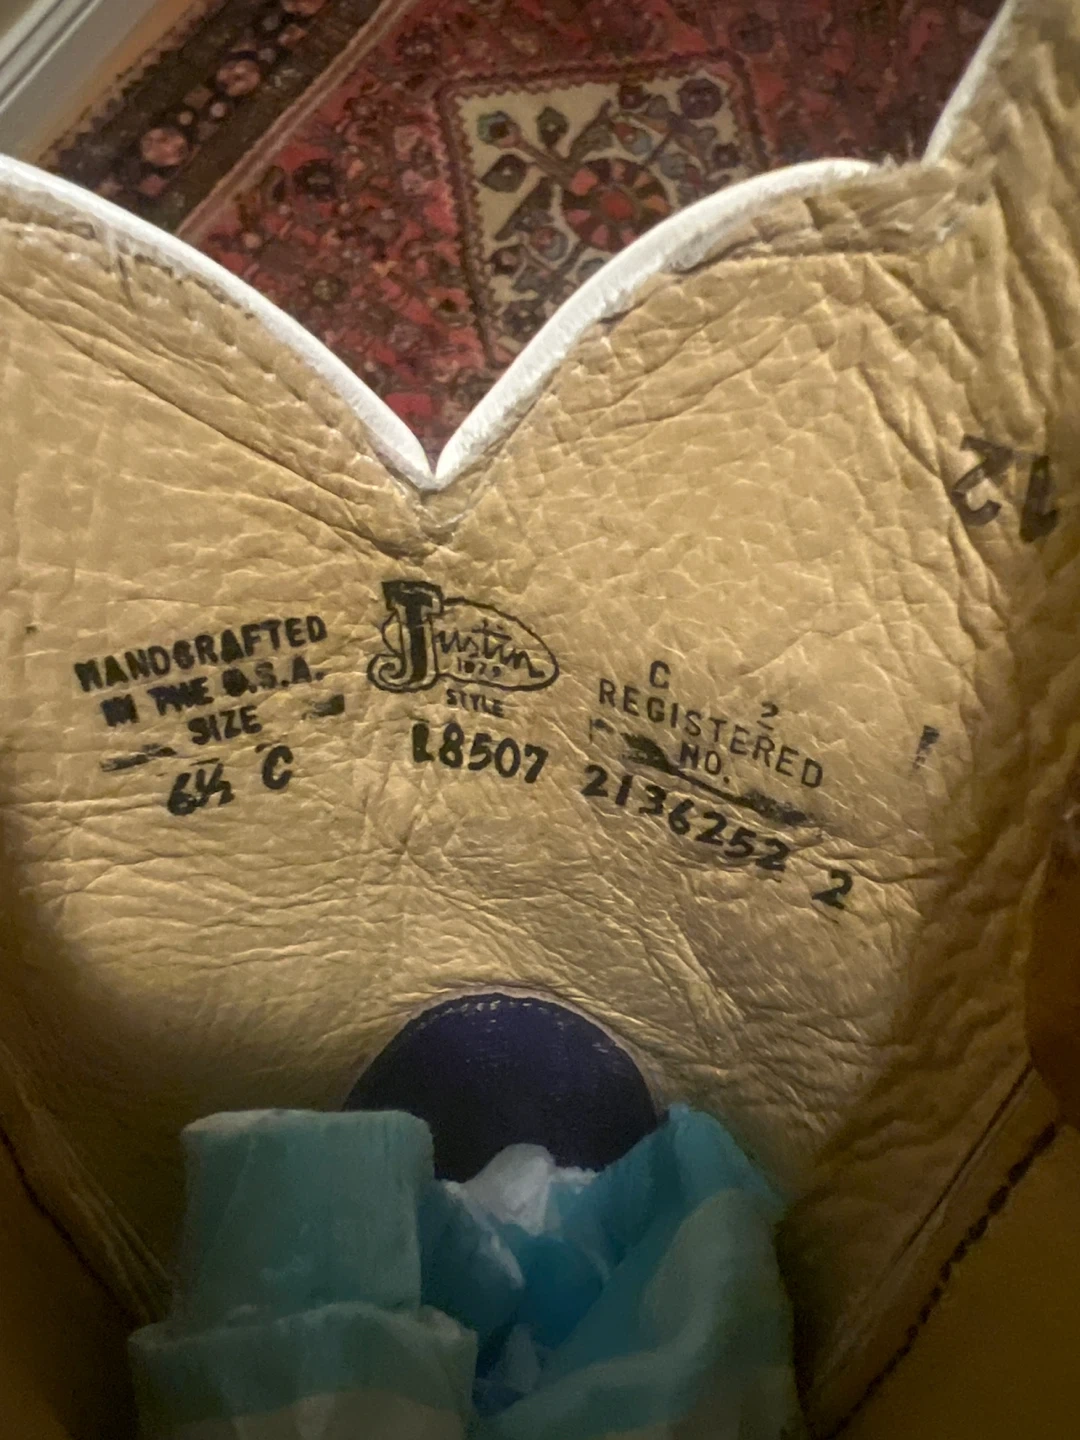 HANDCRAFTED
IN THE U.S.A.
SIZE
6½ C
Justin
1879
STYLE
L8507
C 2
REGISTERED
NO.
2136252 2